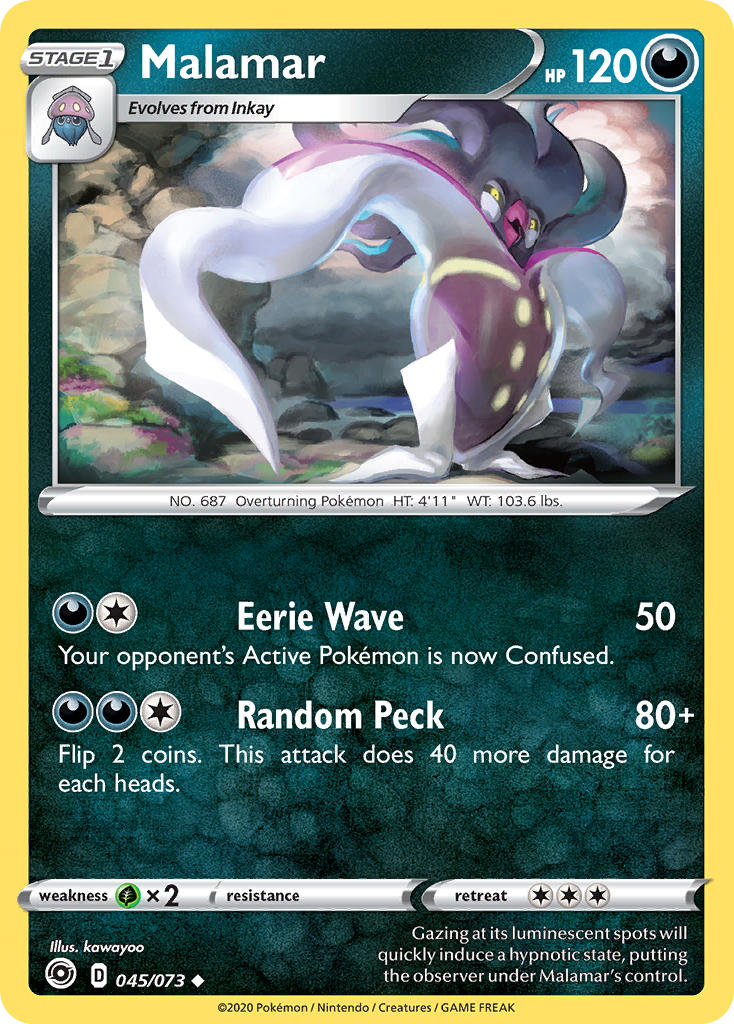 STAGE1
Malamar
HP 120
Evolves from Inkay
NO. 687 Overturning Pokémon HT: 4'11" WT: 103.6 lbs.
Eerie Wave 50
Your opponent's Active Pokémon is now Confused.
Random Peck 80+
Flip 2 coins. This attack does 40 more damage for
each heads.
weakness ×2 resistance retreat
Illus. kawayoo
Gazing at its luminescent spots will
quickly induce a hypnotic state, putting
the observer under Malamar's control.
D 045/073
©2020 Pokémon / Nintendo / Creatures / GAME FREAK